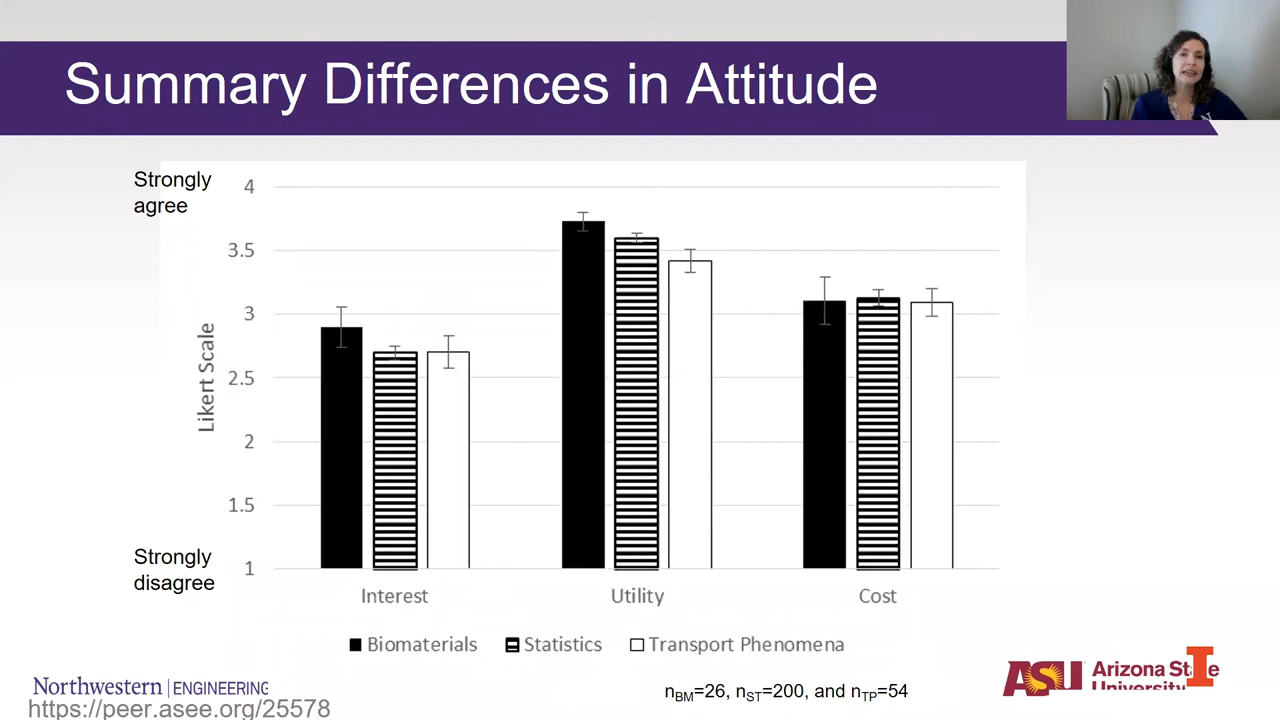 Summary Differences in Attitude
Strongly
agree
4
3.5
3
2.5
2
1.5
1
Likert Scale
Strongly
disagree
Interest
Utility
Cost
Biomaterials
Statistics
Transport Phenomena
Northwestern | ENGINEERING
https://peer.asee.org/25578
nBM=26, nST=200, and nTP=54
ASU
Arizona State
University